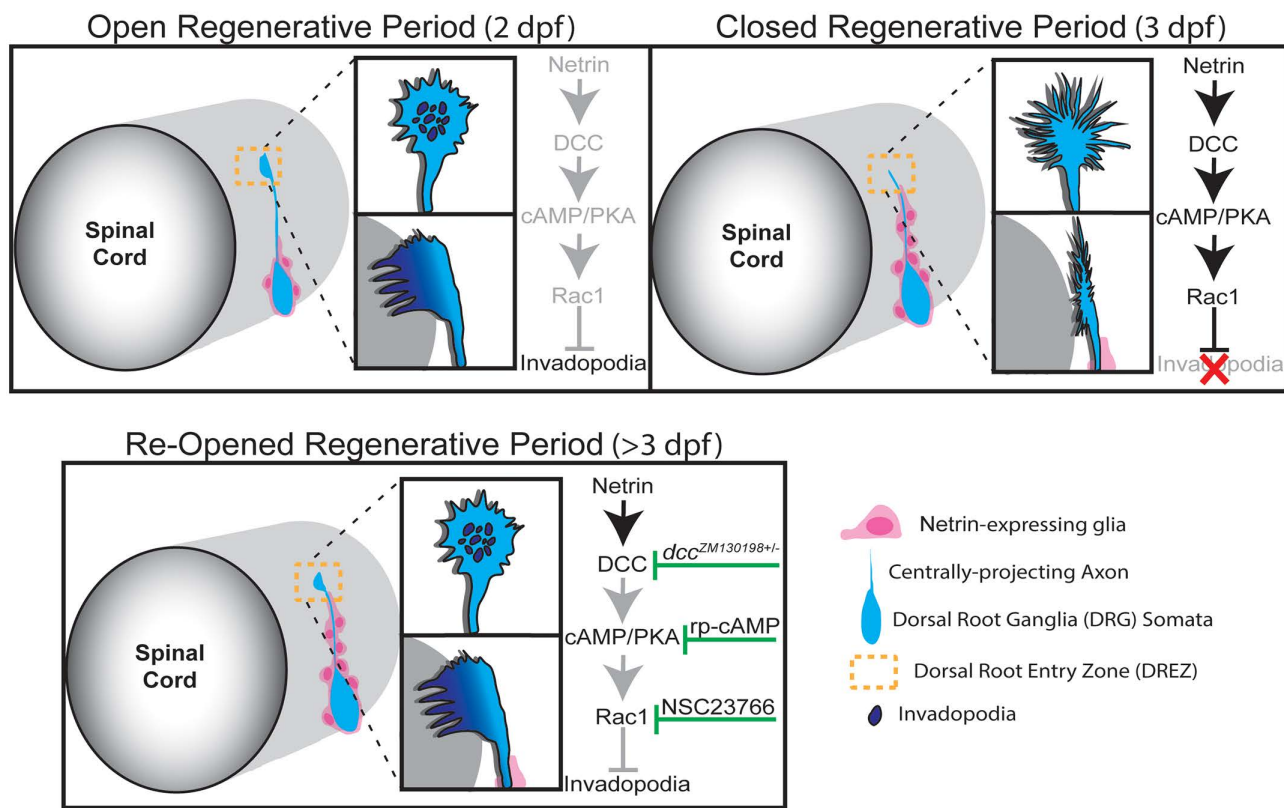 Open Regenerative Period (2 dpf)
Spinal
Cord
Netrin
DCC
cAMP/PKA
Rac1
Invadopodia
Closed Regenerative Period (3 dpf)
Spinal
Cord
Netrin
DCC
cAMP/PKA
Rac1
Invadopodia
Re-Opened Regenerative Period (>3 dpf)
Spinal
Cord
Netrin
DCC
dcc^ZM130198+/-
cAMP/PKA
rp-cAMP
Rac1
NSC23766
Invadopodia
Netrin-expressing glia
Centrally-projecting Axon
Dorsal Root Ganglia (DRG) Somata
Dorsal Root Entry Zone (DREZ)
Invadopodia